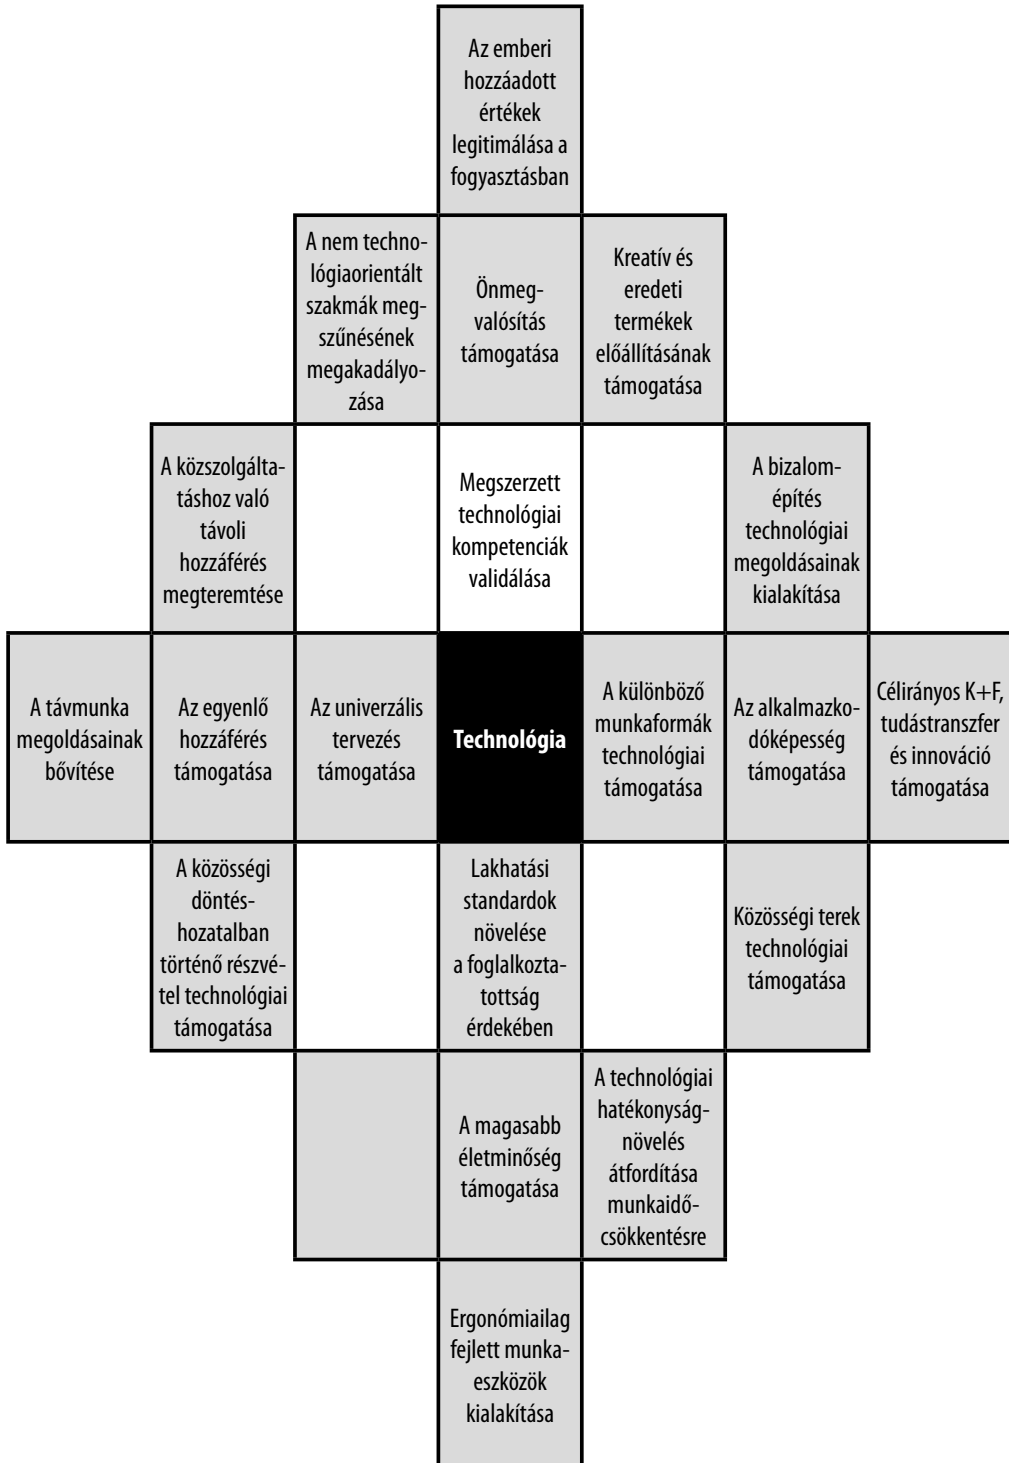 Az emberi
hozzáadott
értékek
legitimálása a
fogyasztásban
A nem techno-
lógiaorientált
szakmák meg-
szűnésének
megakadályo-
zása
Önmeg-
valósítás
támogatása
Kreatív és
eredeti
termékek
előállításának
támogatása
A közszolgálta-
táshoz való
távoli
hozzáférés
megteremtése
Megszerzett
technológiai
kompetenciák
validálása
A bizalom-
építés
technológiai
megoldásainak
kialakítása
A távmunka
megoldásainak
bővítése
Az egyenlő
hozzáférés
támogatása
Az univerzális
tervezés
támogatása
Technológia
A különböző
munkaformák
technológiai
támogatása
Az alkalmazko-
dóképesség
támogatása
Célirányos K+F,
tudástranszfer
és innováció
támogatása
A közösségi
döntés-
hozatalban
történő részvé-
tel technológiai
támogatása
Lakhatási
standardok
növelése
a foglalkozta-
tottság
érdekében
Közösségi terek
technológiai
támogatása
A magasabb
életminőség
támogatása
A technológiai
hatékonyság-
növelés
átfordítása
munkaidő-
csökkentésre
Ergonómiailag
fejlett munka-
eszközök
kialakítása